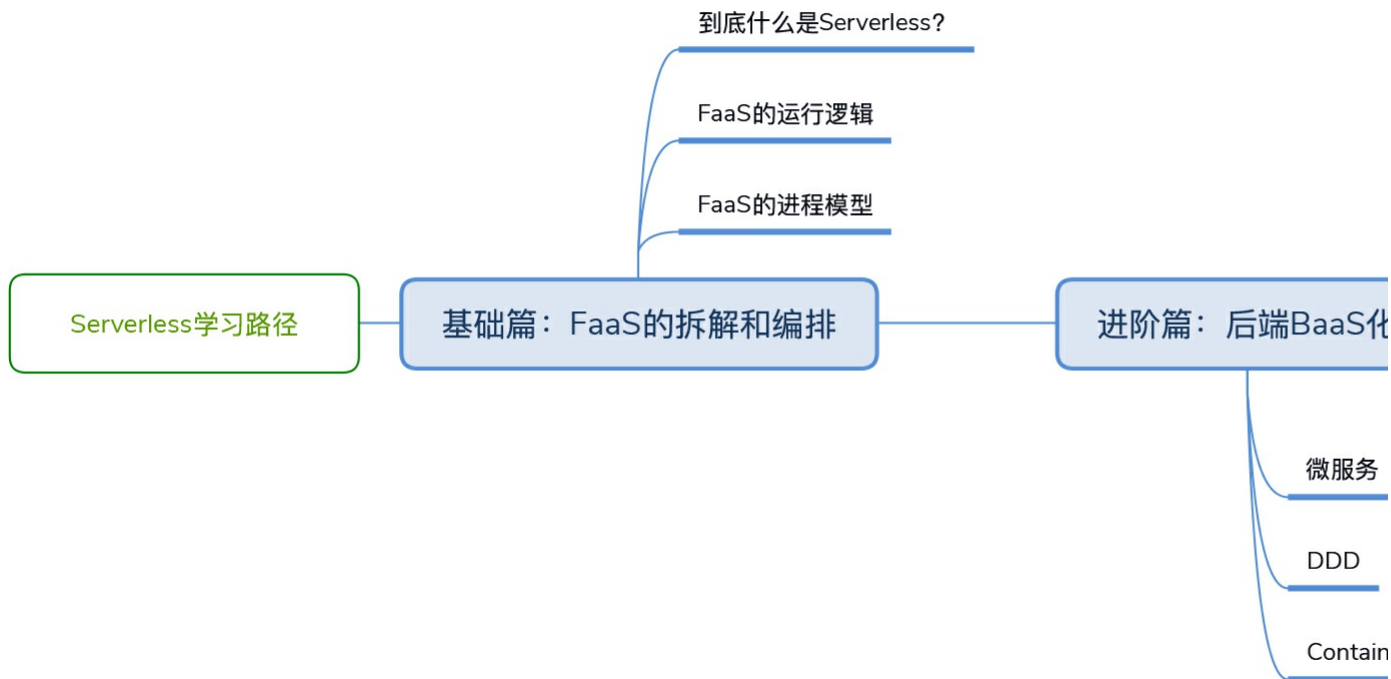 到底什么是Serverless?
FaaS的运行逻辑
FaaS的进程模型
Serverless学习路径
基础篇：FaaS的拆解和编排
进阶篇：后端BaaS化
微服务
DDD